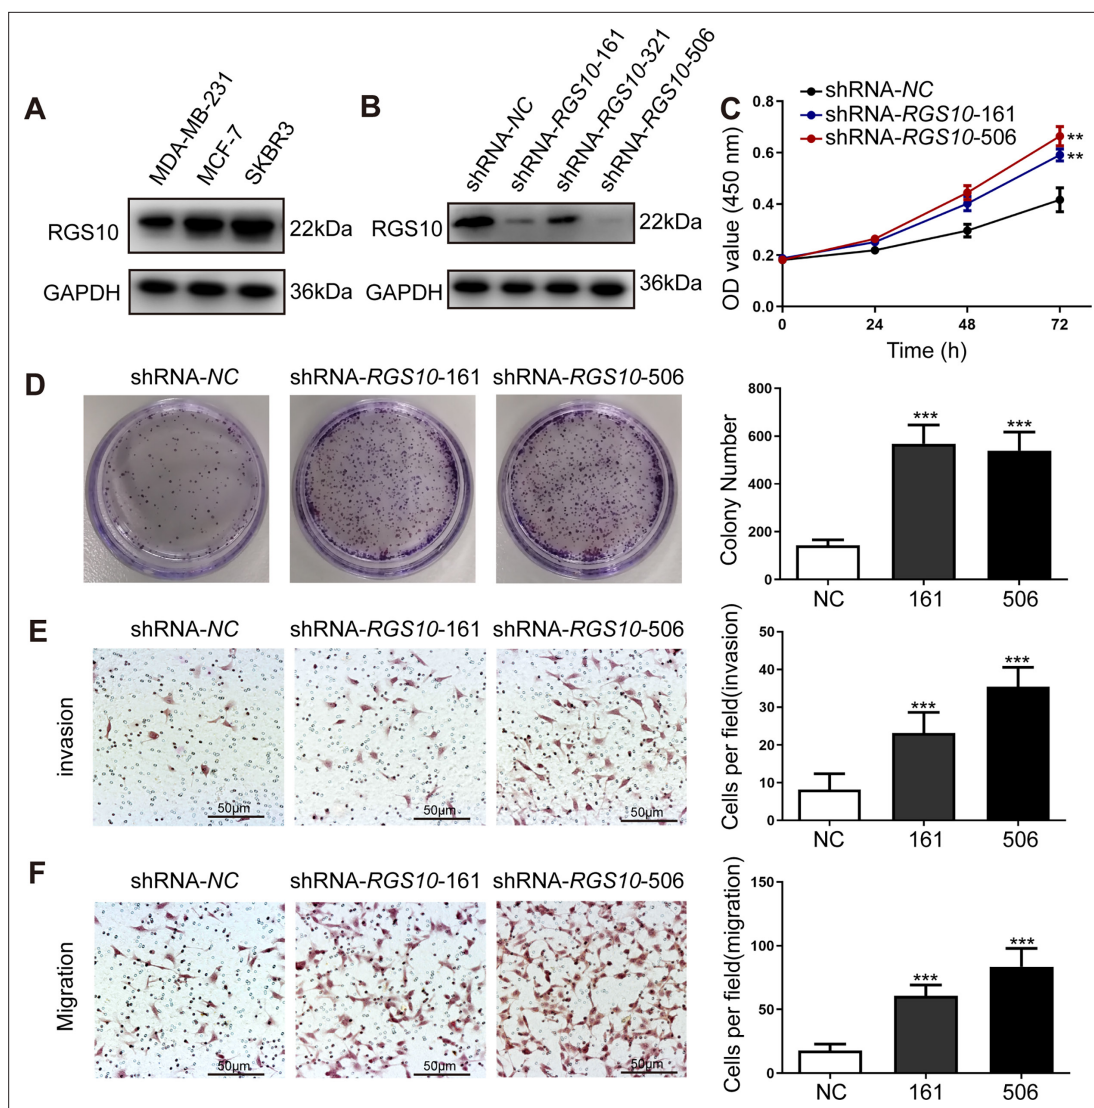 A
MDA-MB-231
MCF-7
SKBR3
RGS10
22kDa
GAPDH
36kDa
B
shRNA-NC
shRNA-RGS10-161
shRNA-RGS10-321
shRNA-RGS10-506
RGS10
22kDa
GAPDH
36kDa
C
shRNA-NC
shRNA-RGS10-161
shRNA-RGS10-506
OD value (450 nm)
0.8
0.6
0.4
0.2
0.0
**
**
0 24 48 72
Time (h)
D
shRNA-NC shRNA-RGS10-161 shRNA-RGS10-506
Colony Number
800
600
400
200
0
*** ***
NC 161 506
E
shRNA-NC shRNA-RGS10-161 shRNA-RGS10-506
invasion
50μm 50μm 50μm
Cells per field(invasion)
50
40
30
20
10
0
*** ***
NC 161 506
F
shRNA-NC shRNA-RGS10-161 shRNA-RGS10-506
Migration
50μm 50μm 50μm
Cells per field(migration)
150
100
50
0
*** ***
NC 161 506